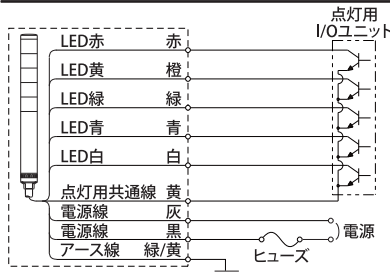 点灯用
I/Oユニット
LED赤 赤
LED黄 橙
LED緑 緑
LED青 青
LED白 白
点灯用共通線 黄
電源線 灰
電源線 黒
アース線 緑/黄
電源
ヒューズ